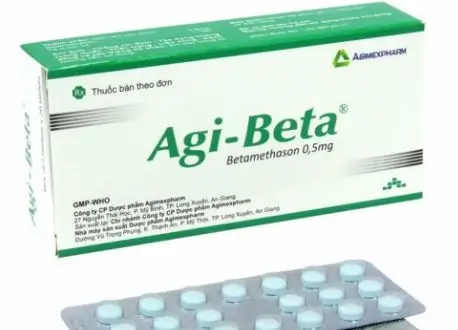 AGIMEXPHARM
Rx Thuốc bán theo đơn
Agi-Beta®
Betamethason 0,5mg
GMP-WHO
Công ty CP Dược phẩm Agimexpharm
27 Nguyễn Thái Học, P. Mỹ Bình, TP. Long Xuyên, An Giang
Sản xuất tại: Chi nhánh Công ty CP Dược phẩm Agimexpharm
Nhà máy sản xuất Dược phẩm Agimexpharm
Đường Vũ Trọng Phụng, K. Thạnh An, P. Mỹ Thới, TP. Long Xuyên, An Giang